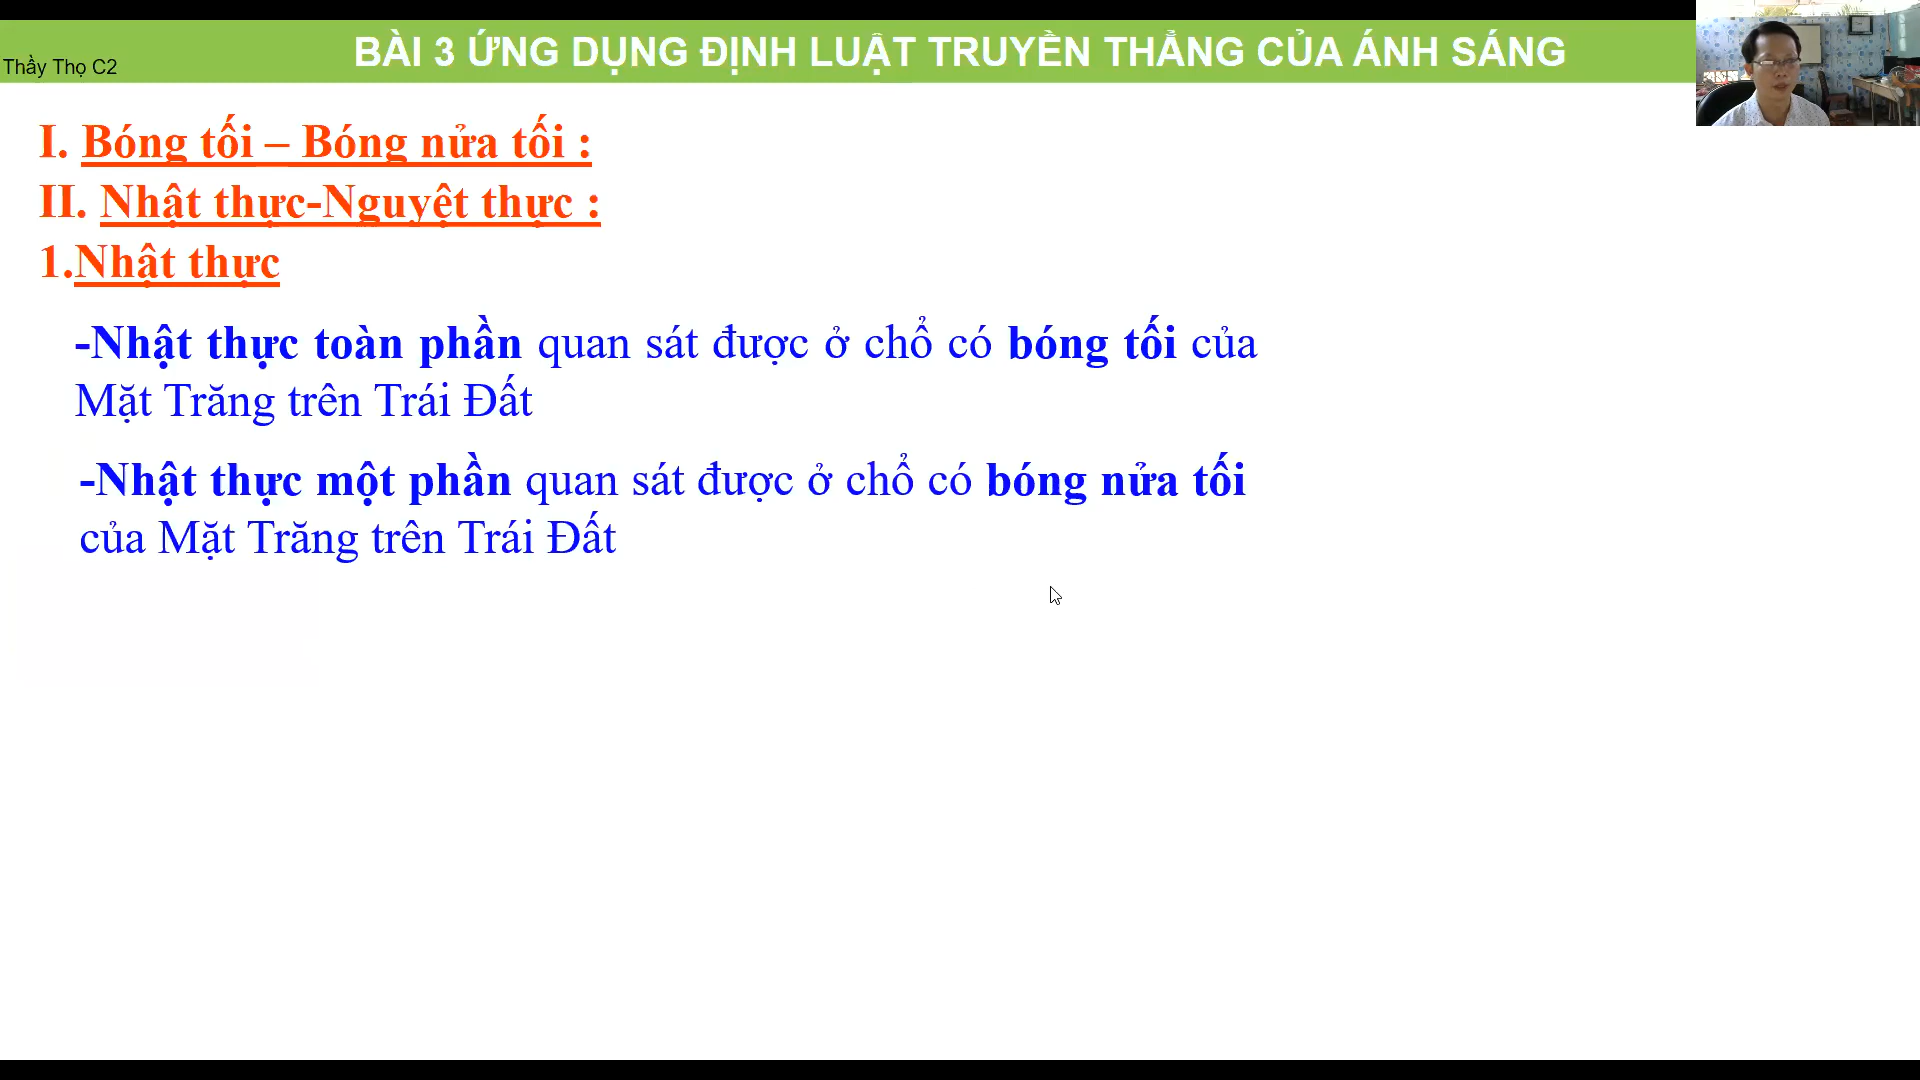 BÀI 3 ỨNG DỤNG ĐỊNH LUẬT TRUYỀN THẲNG CỦA ÁNH SÁNG
Thầy Thọ C2
I. Bóng tối – Bóng nửa tối :
II. Nhật thực-Nguyệt thực :
1.Nhật thực
-Nhật thực toàn phần quan sát được ở chổ có bóng tối của
Mặt Trăng trên Trái Đất
-Nhật thực một phần quan sát được ở chổ có bóng nửa tối
của Mặt Trăng trên Trái Đất